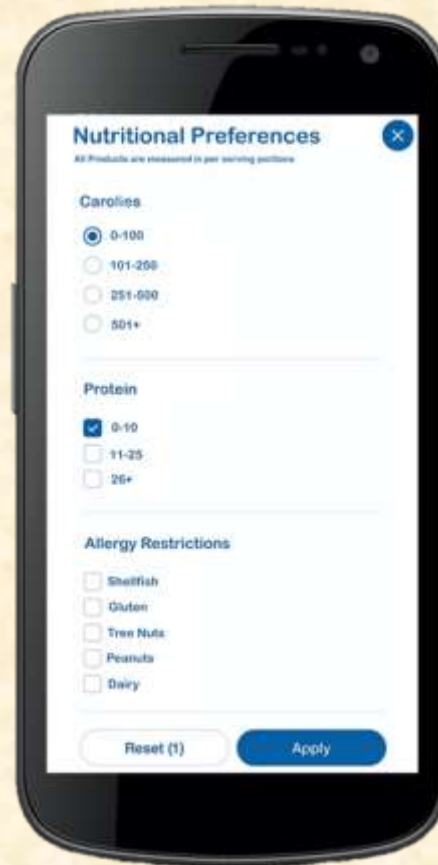 Nutritional Preferences
All Products are measured in per serving portions
Carolies
0-100
101-250
251-500
501+
Protein
0-10
11-25
26+
Allergy Restrictions
Shellfish
Gluten
Tree Nuts
Peanuts
Dairy
Reset (1)
Apply